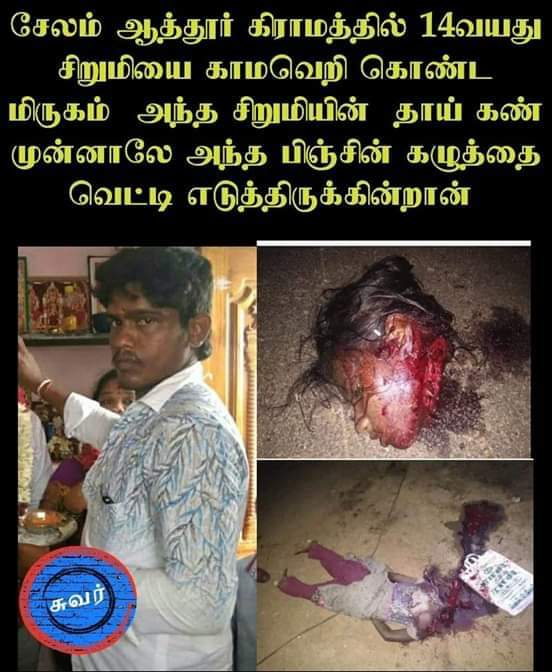 சேலம் ஆத்தூர் கிராமத்தில் 14வயது
சிறுமியை காமவெறி கொண்ட
மிருகம் அந்த சிறுமியின் தாய் கண்
முன்னாலே அந்த பிஞ்சின் கழுத்தை
வெட்டி எடுத்திருக்கின்றான்
சுவர்